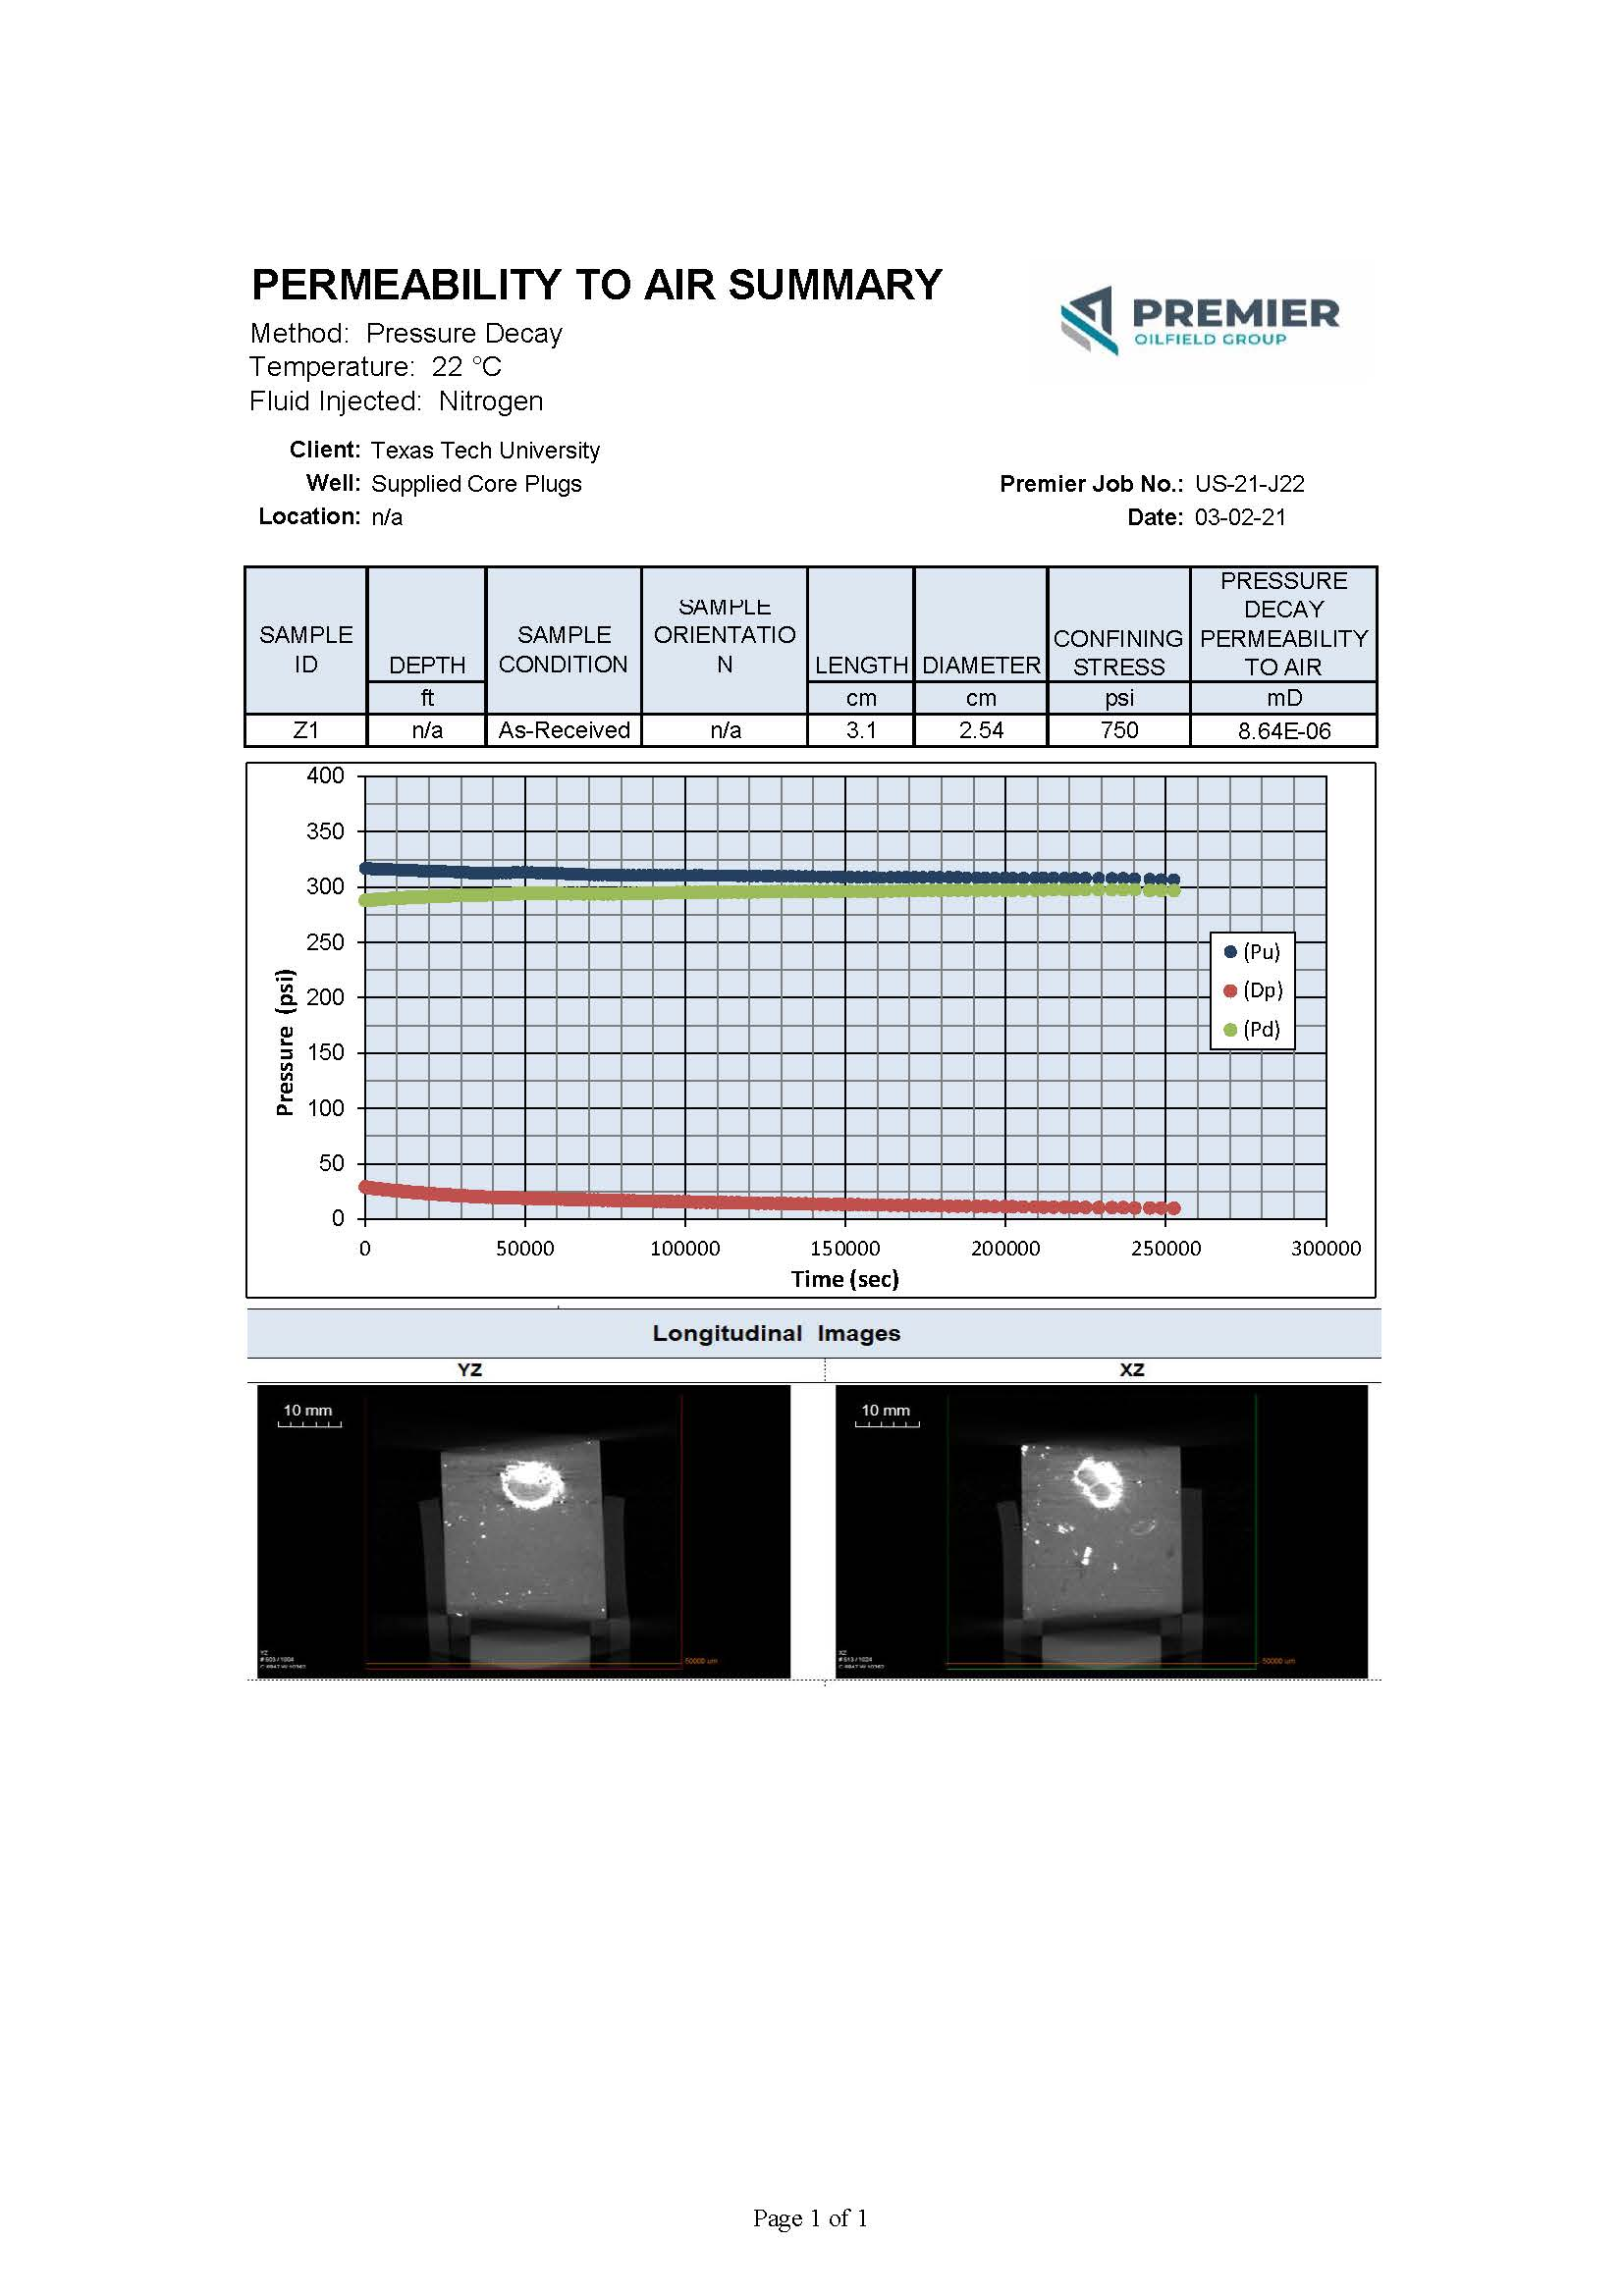 PERMEABILITY TO AIR SUMMARY
PREMIER
OILFIELD GROUP
Method: Pressure Decay
Temperature: 22 °C
Fluid Injected: Nitrogen
Client: Texas Tech University
Well: Supplied Core Plugs
Premier Job No.: US-21-J22
Location: n/a
Date: 03-02-21
SAMPLE ID
DEPTH
SAMPLE CONDITION
SAMPLE ORIENTATIO
N
LENGTH
DIAMETER
CONFINING STRESS
PRESSURE DECAY PERMEABILITY TO AIR
ft
cm
cm
psi
mD
Z1 n/a As-Received n/a 3.1 2.54 750 8.64E-06
400
350
300
250
200
150
100
50
0
Pressure (psi)
(Pu)
(Dp)
(Pd)
0 50000 100000 150000 200000 250000 300000
Time (sec)
Longitudinal Images
YZ XZ
10 mm
10 mm
50000 um
50000 um
Page 1 of 1